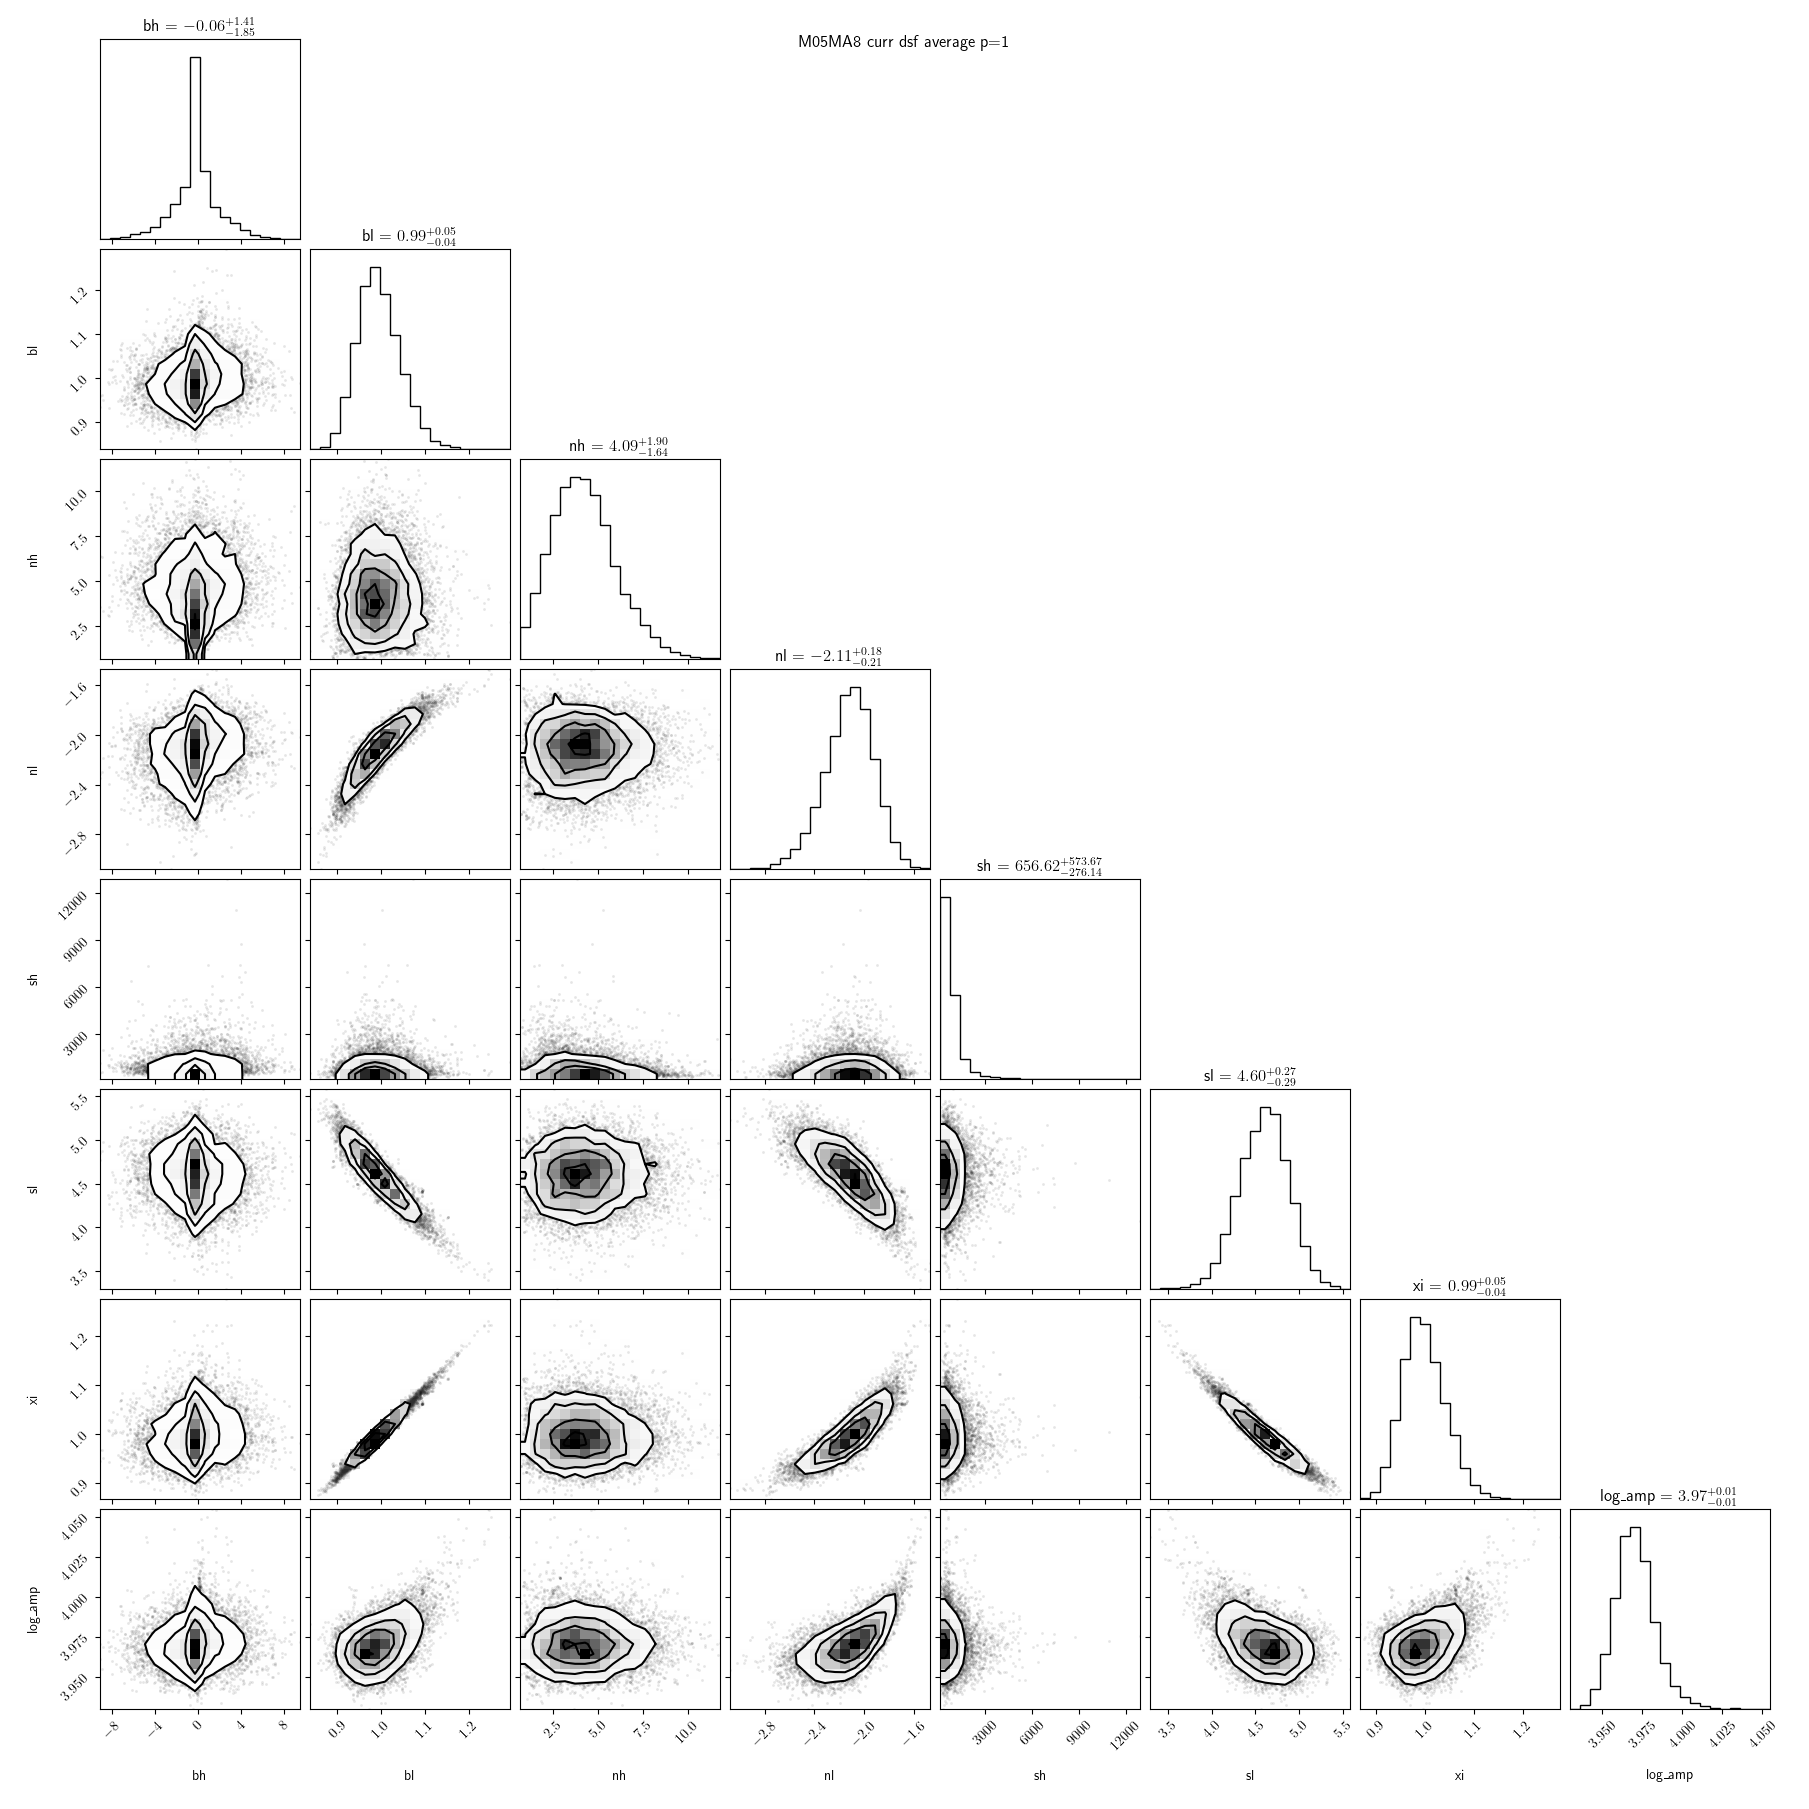 bh = −0.06 +1.41 −1.85
M05MA8 curr dsf average p=1
bl = 0.99 +0.05 −0.04
1.2
1.1
1.0
0.9
bl
nh = 4.09 +1.90 −1.64
10.0
7.5
5.0
2.5
nh
nl = −2.11 +0.18 −0.21
−1.6
−2.0
−2.4
−2.8
nl
sh = 656.62 +573.67 −276.14
12000
9000
6000
3000
sh
sl = 4.60 +0.27 −0.29
5.5
5.0
4.5
4.0
3.5
sl
xi = 0.99 +0.05 −0.04
1.2
1.1
1.0
0.9
xi
log_amp = 3.97 +0.01 −0.01
4.050
4.025
4.000
3.975
3.950
log_amp
−8 −4 0 4 8 0.9 1.0 1.1 1.2 2.5 5.0 7.5 10.0 −2.8 −2.4 −2.0 −1.6 3000 6000 9000 12000 3.5 4.0 4.5 5.0 5.5 0.9 1.0 1.1 1.2 3.950 3.975 4.000 4.025 4.050
bh bl nh nl sh sl xi log_amp